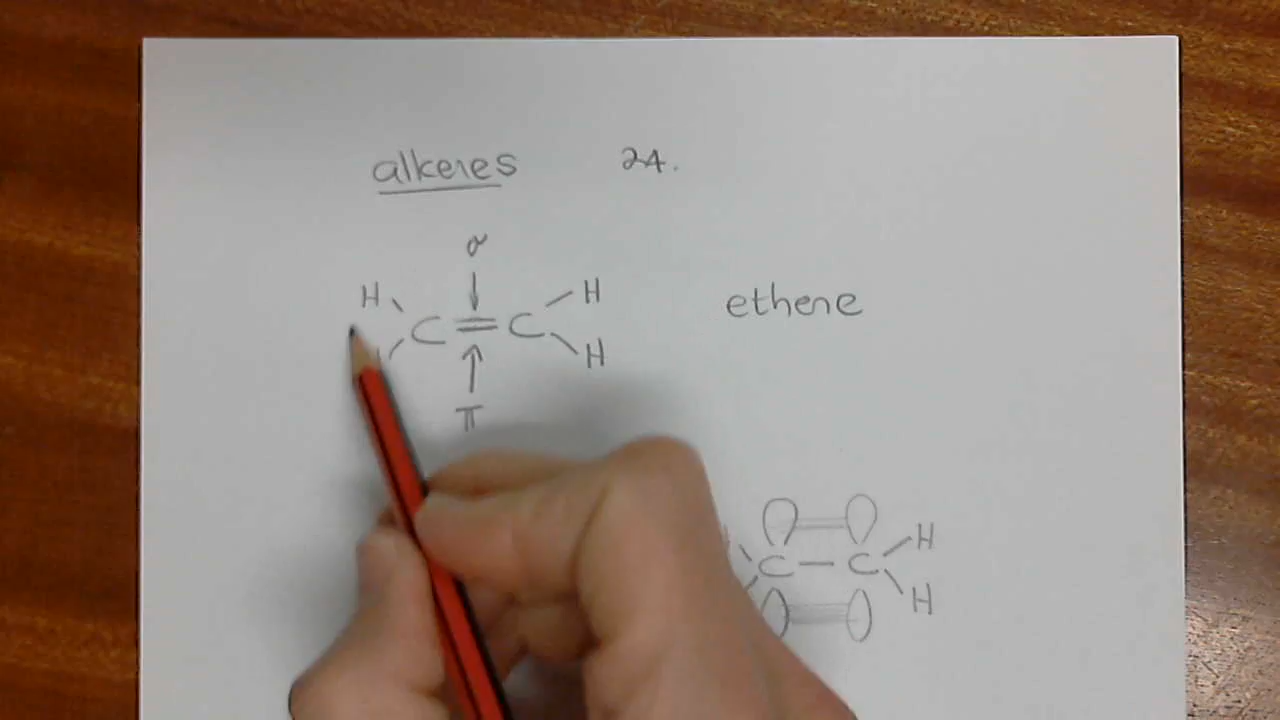 alkenes 24.
σ
H H
C = C ethene
H
π
H
C — C
H